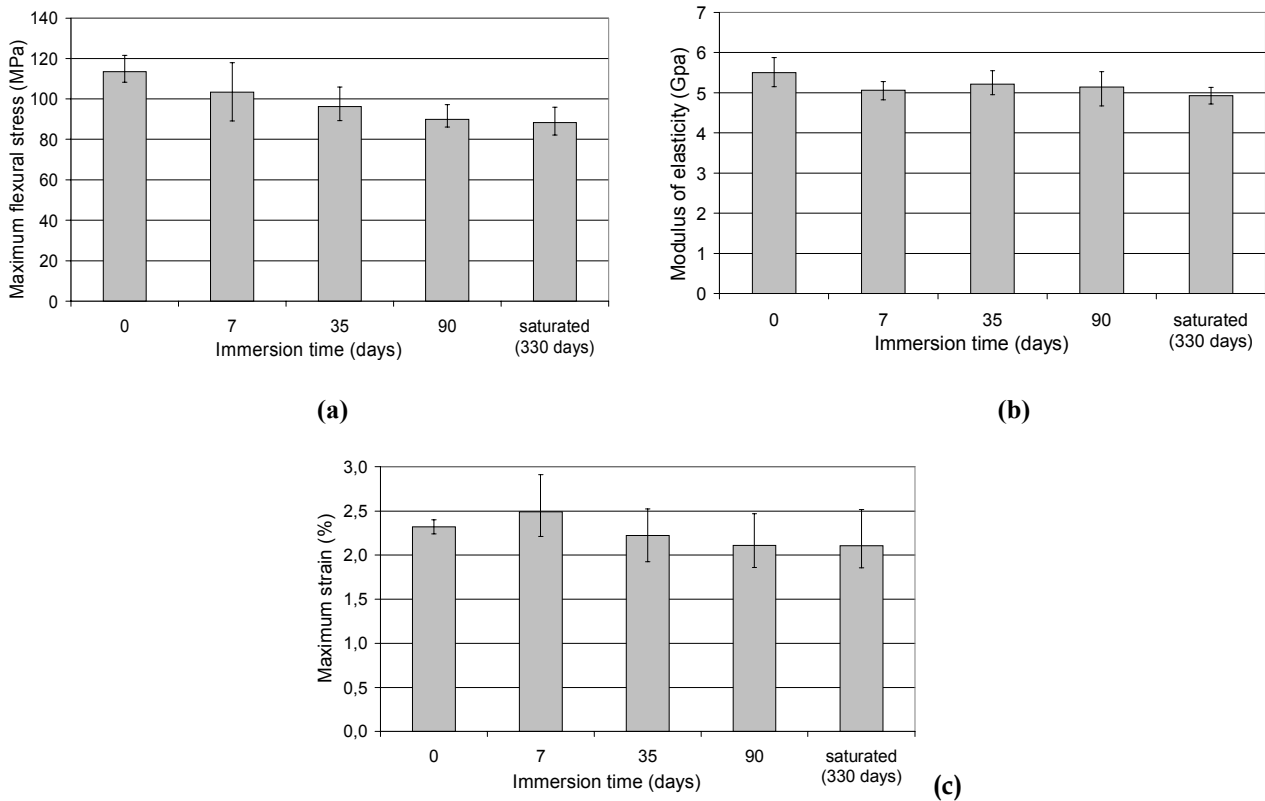 Maximum flexural stress (MPa)
140
120
100
80
60
40
20
0
0 7 35 90 saturated
(330 days)
Immersion time (days)
(a)
Modulus of elasticity (Gpa)
7
6
5
4
3
2
1
0
0 7 35 90 saturated
(330 days)
Immersion time (days)
(b)
Maximum strain (%)
3,0
2,5
2,0
1,5
1,0
0,5
0,0
0 7 35 90 saturated
(330 days)
Immersion time (days)
(c)